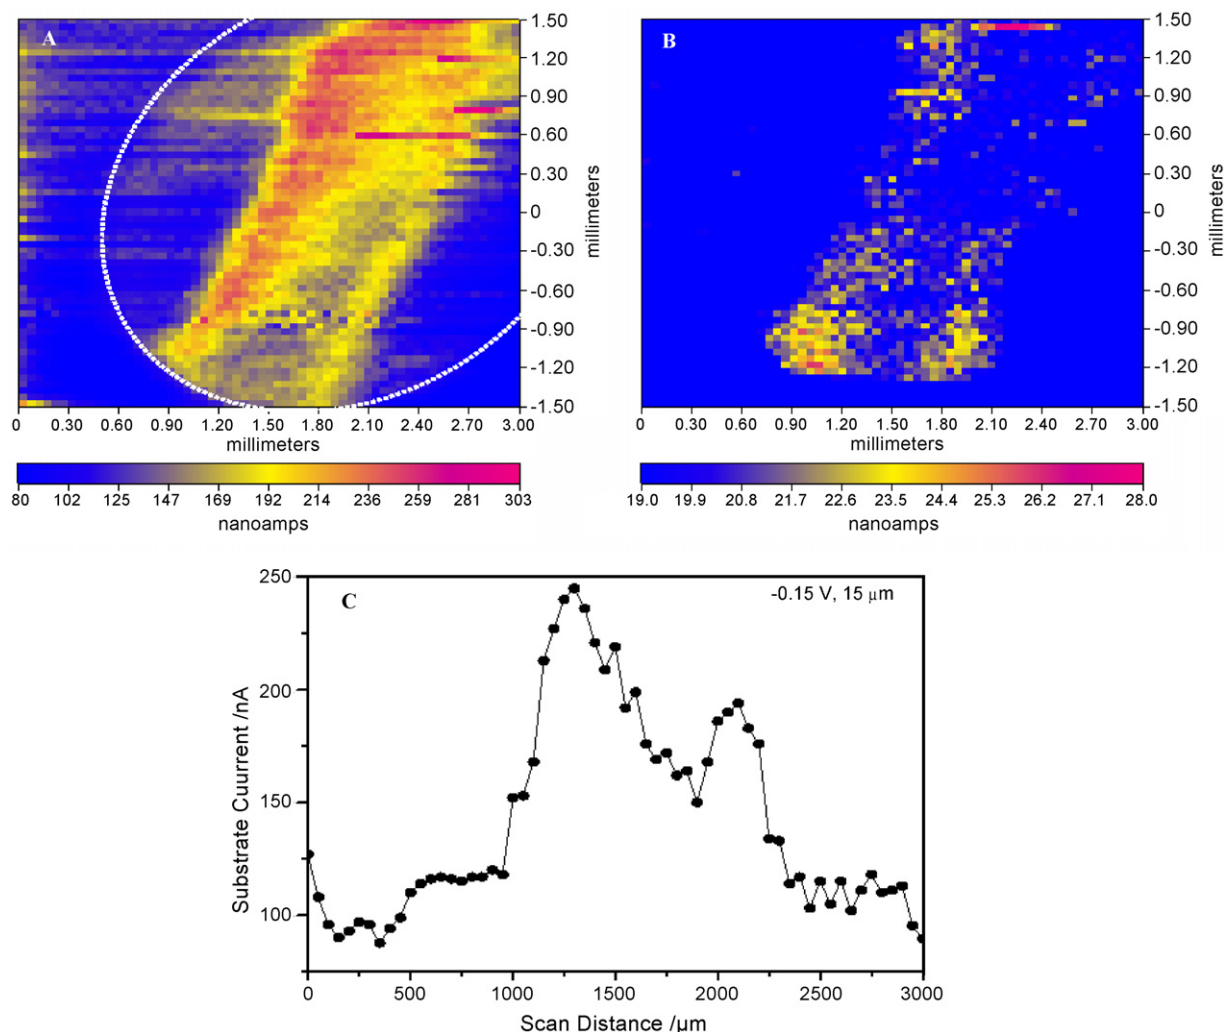 A
1.50
1.20
0.90
0.60
0.30
0
-0.30
-0.60
-0.90
-1.20
-1.50
millimeters
0 0.30 0.60 0.90 1.20 1.50 1.80 2.10 2.40 2.70 3.00
millimeters
80 102 125 147 169 192 214 236 259 281 303
nanoamps
B
1.50
1.20
0.90
0.60
0.30
0
-0.30
-0.60
-0.90
-1.20
-1.50
millimeters
0 0.30 0.60 0.90 1.20 1.50 1.80 2.10 2.40 2.70 3.00
millimeters
19.0 19.9 20.8 21.7 22.6 23.5 24.4 25.3 26.2 27.1 28.0
nanoamps
C
-0.15 V, 15 μm
250
200
150
100
Substrate Cuurrent /nA
0 500 1000 1500 2000 2500 3000
Scan Distance /μm